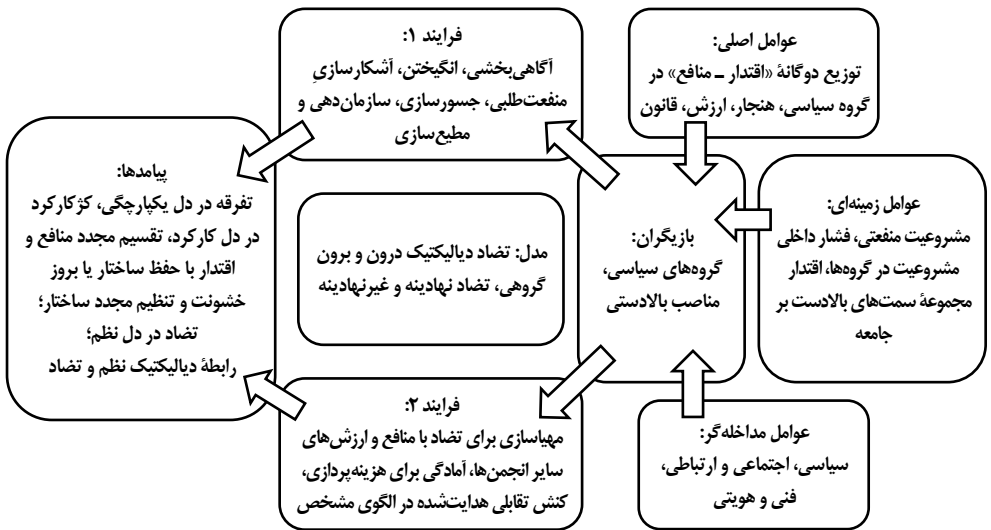 عوامل اصلی:
توزیع دوگانهٔ «اقتدار ـ منافع» در
گروه سیاسی، هنجار، ارزش، قانون
عوامل زمینه‌ای:
مشروعیت منفعتی، فشار داخلی
مشروعیت در گروه‌ها، اقتدار
مجموعهٔ سمت‌های بالادست بر
جامعه
عوامل مداخله‌گر:
سیاسی، اجتماعی و ارتباطی،
فنی و هویتی
بازیگران:
گروه‌های سیاسی،
مناصب بالادستی
فرایند ۱:
آگاهی‌بخشی، انگیختن، آشکارسازیِ
منفعت‌طلبی، جسورسازی، سازمان‌دهی و
مطیع‌سازی
مدل: تضاد دیالکتیک درون و برون
گروهی، تضاد نهادینه و غیرنهادینه
فرایند ۲:
مهیاسازی برای تضاد با منافع و ارزش‌های
سایر انجمن‌ها، آمادگی برای هزینه‌پردازی،
کنش تقابلی هدایت‌شده در الگوی مشخص
پیامدها:
تفرقه در دل یکپارچگی، کژکارکرد
در دل کارکرد، تقسیم مجدد منافع و
اقتدار با حفظ ساختار یا بروز
خشونت و تنظیم مجدد ساختار؛
تضاد در دل نظم؛
رابطهٔ دیالکتیک نظم و تضاد